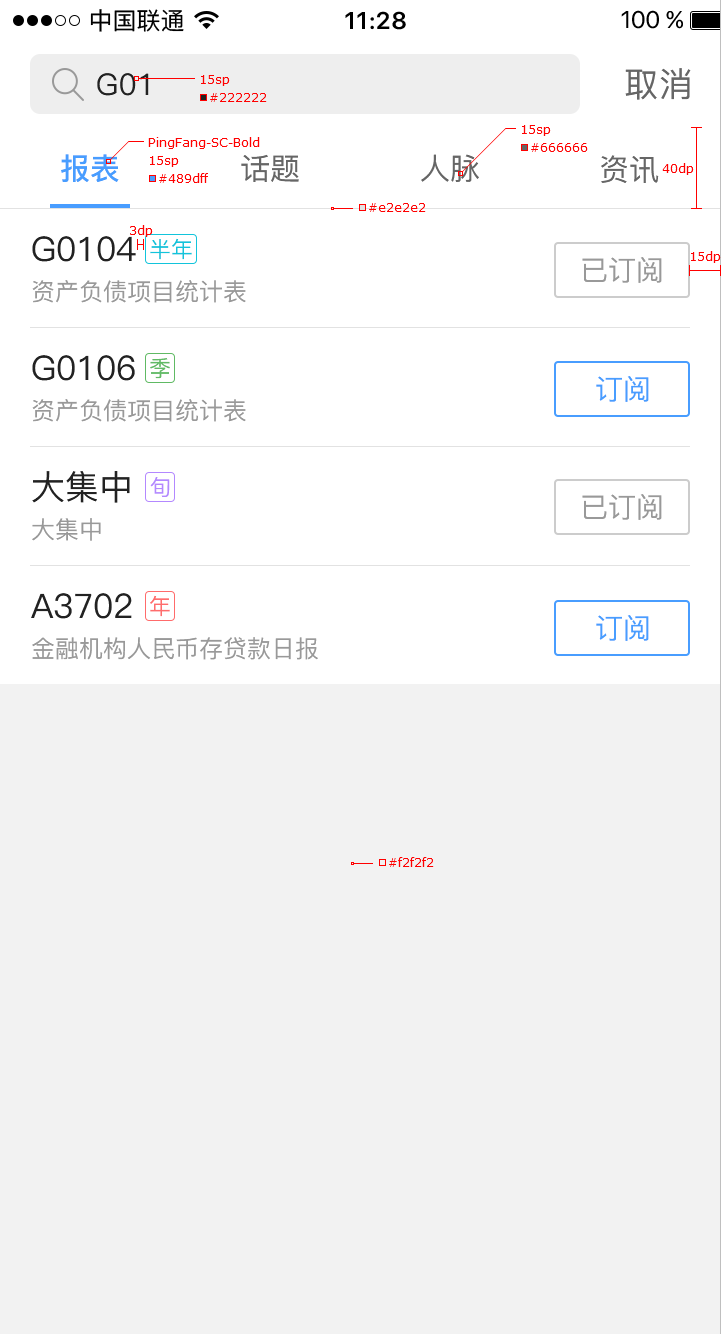 中国联通 11:28 100 %
G01 取消
15sp
#222222
报表 话题 人脉 资讯
PingFang-SC-Bold
15sp
#489dff
15sp
#666666
40dp
#e2e2e2
3dp
G0104 半年
资产负债项目统计表
已订阅
15dp
G0106 季
资产负债项目统计表
订阅
大集中 旬
大集中
已订阅
A3702 年
金融机构人民币存贷款日报
订阅
#f2f2f2